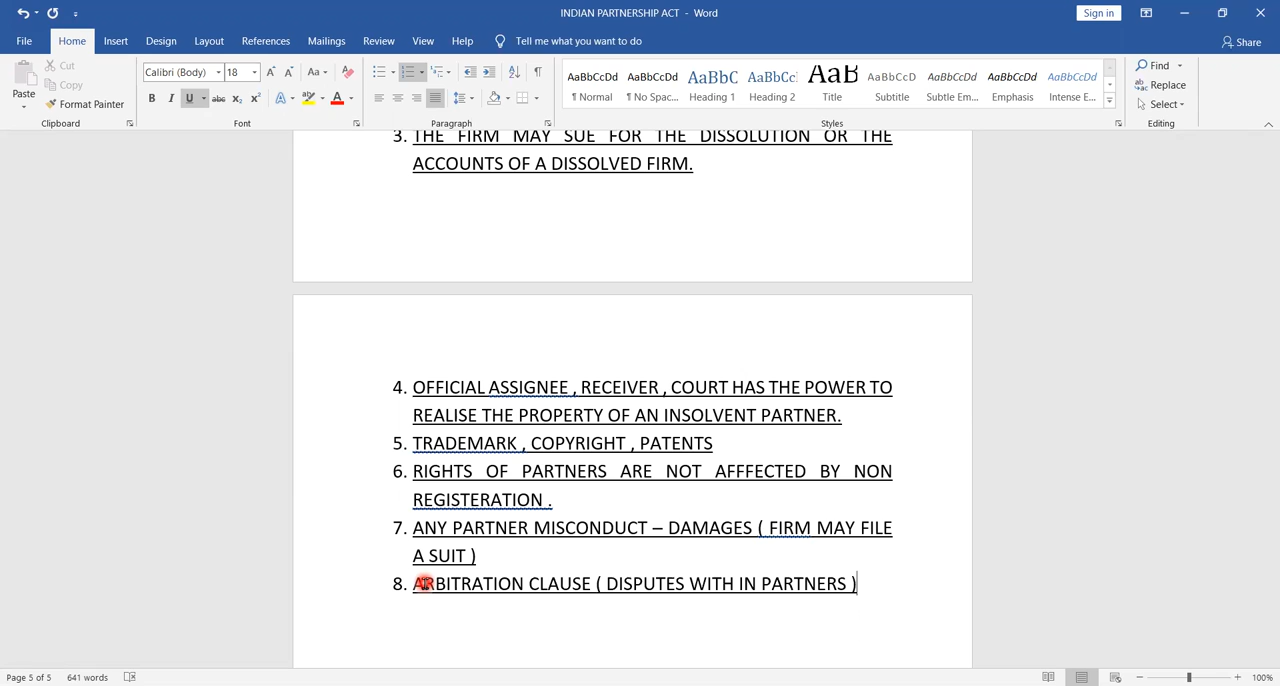 INDIAN PARTNERSHIP ACT - Word
Sign in
File Home Insert Design Layout References Mailings Review View Help Tell me what you want to do Share
Paste
Cut
Copy
Format Painter
Clipboard
Calibri (Body) 18
Font
Paragraph
AaBbCcDd AaBbCcDd AaBbC AaBbCc AaB AaBbCcD AaBbCcDd AaBbCcDd AaBbCcDd
¶ Normal ¶ No Spac... Heading 1 Heading 2 Title Subtitle Subtle Em... Emphasis Intense E...
Styles
Find
Replace
Select
Editing
3. THE FIRM MAY SUE FOR THE DISSOLUTION OR THE
ACCOUNTS OF A DISSOLVED FIRM.
4. OFFICIAL ASSIGNEE , RECEIVER , COURT HAS THE POWER TO
REALISE THE PROPERTY OF AN INSOLVENT PARTNER.
5. TRADEMARK , COPYRIGHT , PATENTS
6. RIGHTS OF PARTNERS ARE NOT AFFFECTED BY NON
REGISTERATION .
7. ANY PARTNER MISCONDUCT – DAMAGES ( FIRM MAY FILE
A SUIT )
8. ARBITRATION CLAUSE ( DISPUTES WITH IN PARTNERS )
Page 5 of 5 641 words 100%